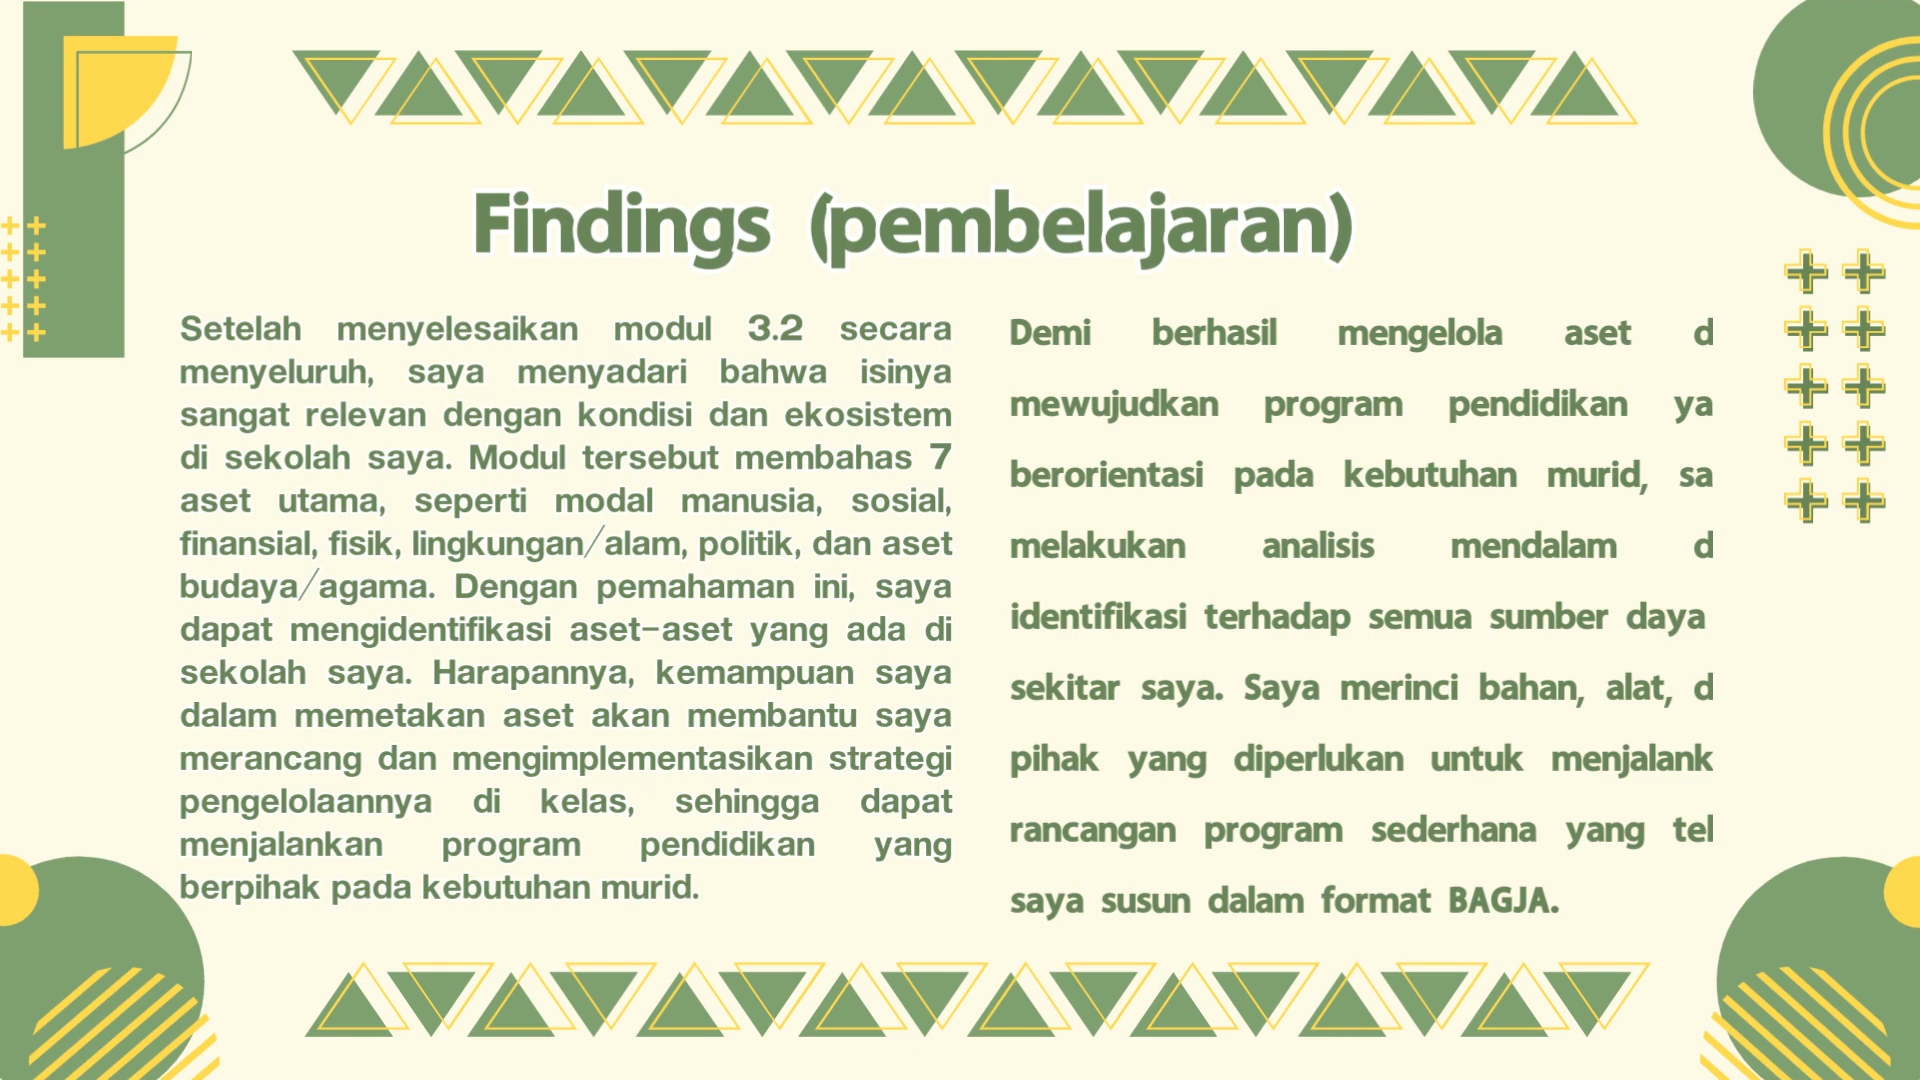 Findings (pembelajaran)
Setelah menyelesaikan modul 3.2 secara
menyeluruh, saya menyadari bahwa isinya
sangat relevan dengan kondisi dan ekosistem
di sekolah saya. Modul tersebut membahas 7
aset utama, seperti modal manusia, sosial,
finansial, fisik, lingkungan/alam, politik, dan aset
budaya/agama. Dengan pemahaman ini, saya
dapat mengidentifikasi aset-aset yang ada di
sekolah saya. Harapannya, kemampuan saya
dalam memetakan aset akan membantu saya
merancang dan mengimplementasikan strategi
pengelolaannya di kelas, sehingga dapat
menjalankan program pendidikan yang
berpihak pada kebutuhan murid.
Demi berhasil mengelola aset d
mewujudkan program pendidikan ya
berorientasi pada kebutuhan murid, sa
melakukan analisis mendalam d
identifikasi terhadap semua sumber daya
sekitar saya. Saya merinci bahan, alat, d
pihak yang diperlukan untuk menjalank
rancangan program sederhana yang tel
saya susun dalam format BAGJA.